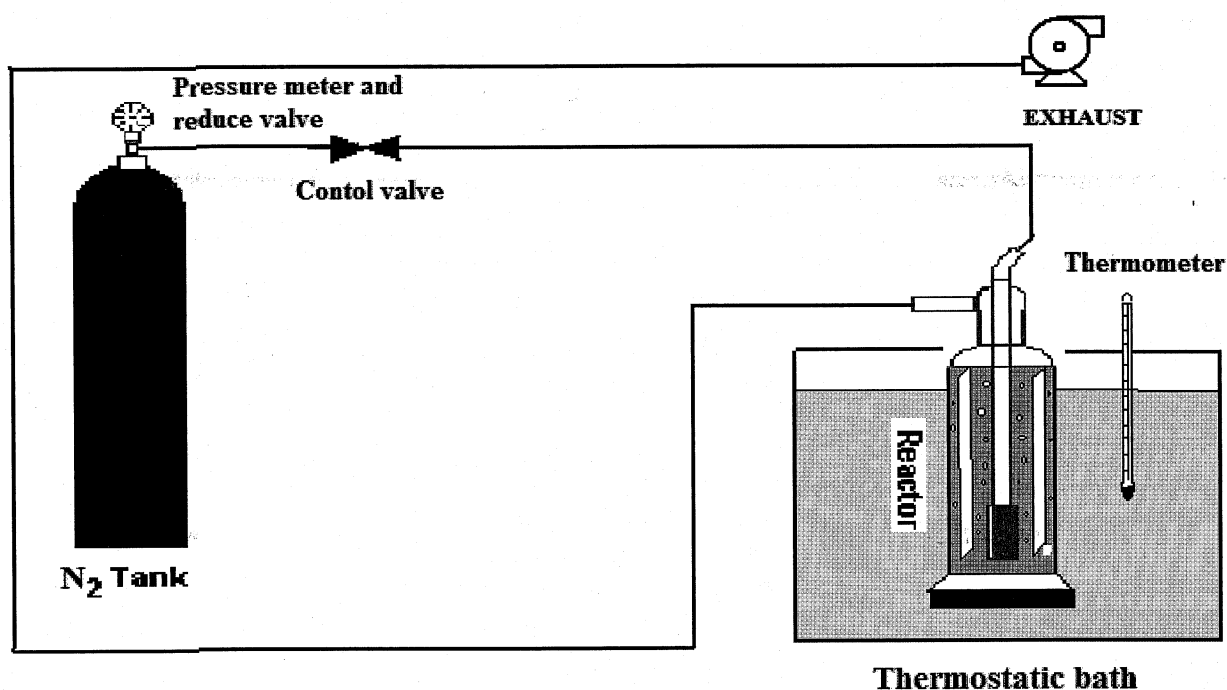 Pressure meter and
reduce valve
EXHAUST
Contol valve
Thermometer
Reactor
N₂ Tank
Thermostatic bath